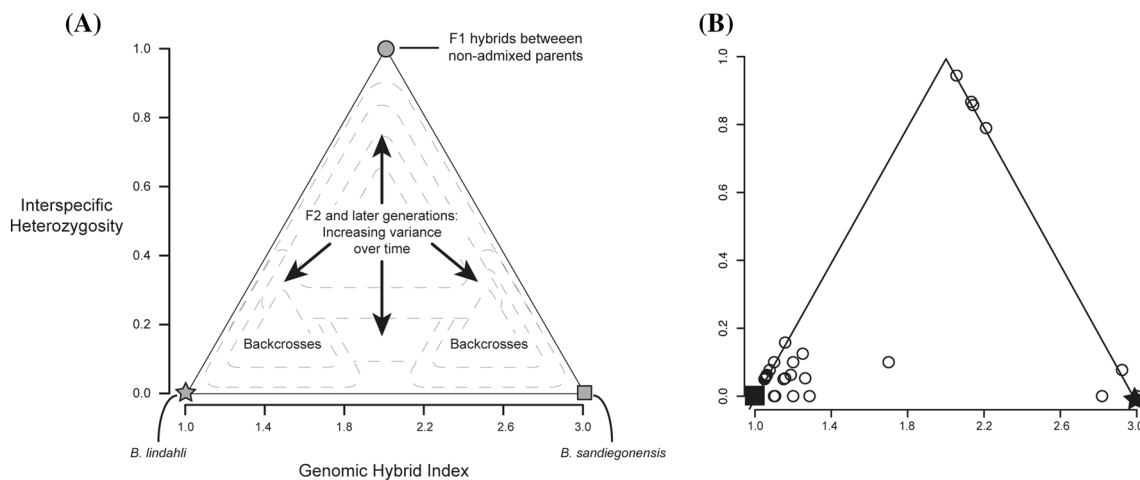 (A)
1.0
0.8
0.6
0.4
0.2
0.0
Interspecific
Heterozygosity
F1 hybrids betweeen
non-admixed parents
F2 and later generations:
Increasing variance
over time
Backcrosses
Backcrosses
1.0
1.4
1.8
2.2
2.6
3.0
B. lindahli
B. sandiegonensis
Genomic Hybrid Index
(B)
1.0
0.8
0.6
0.4
0.2
0.0
1.0
1.4
1.8
2.2
2.6
3.0